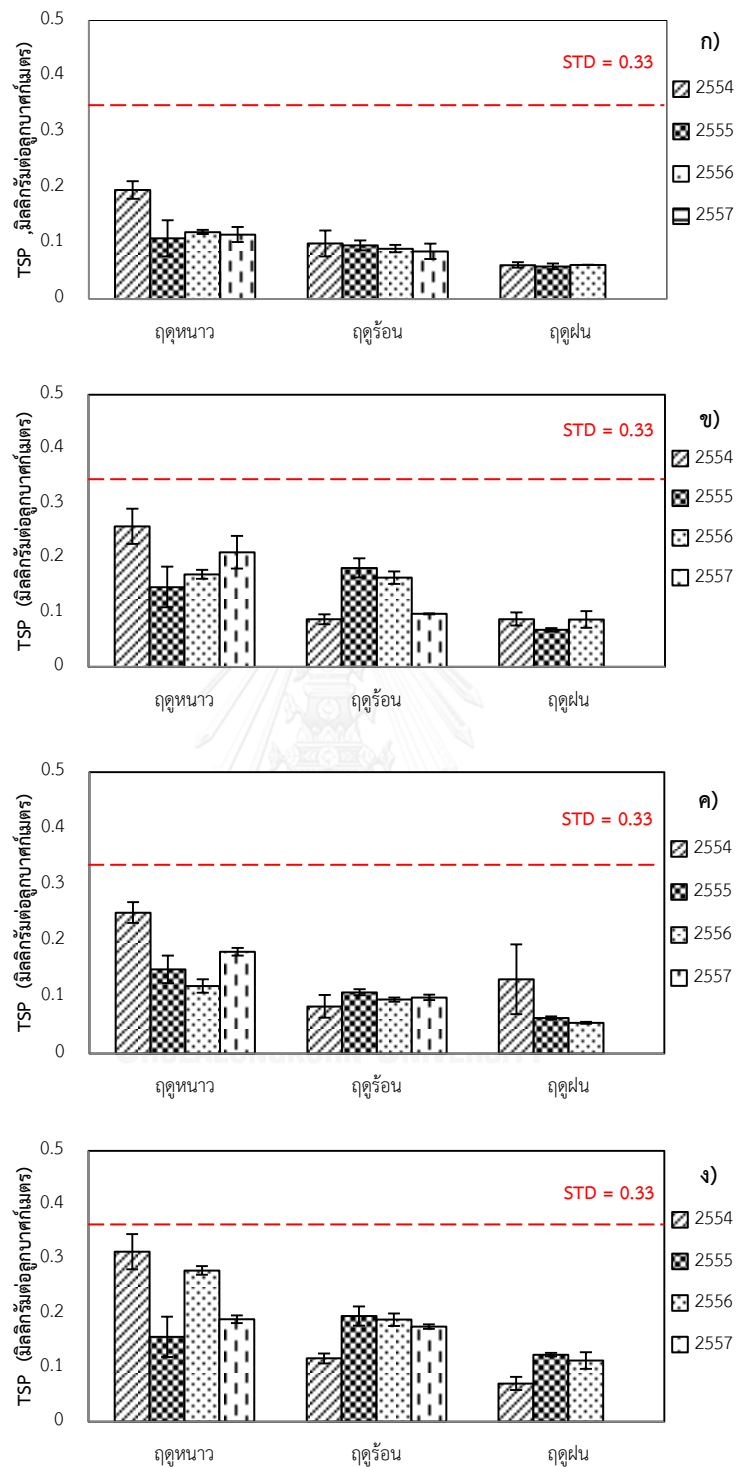 ก)
TSP ,มิลลิกรัมต่อลูกบาศก์เมตร)
0.5
0.4
0.3
0.2
0.1
0
STD = 0.33
2554
2555
2556
2557
ฤดุหนาว ฤดูร้อน ฤดูฝน
ข)
TSP (มิลลิกรัมต่อลูกบาศก์เมตร)
0.5
0.4
0.3
0.2
0.1
0
STD = 0.33
2554
2555
2556
2557
ฤดูหนาว ฤดูร้อน ฤดูฝน
ค)
TSP (มิลลิกรัมต่อลูกบาศก์เมตร)
0.5
0.4
0.3
0.2
0.1
0
STD = 0.33
2554
2555
2556
2557
CHULALONGKORN UNIVERSITY
ฤดูหนาว ฤดูร้อน ฤดูฝน
ง)
TSP (มิลลิกรัมต่อลูกบาศก์เมตร)
0.5
0.4
0.3
0.2
0.1
0
STD = 0.33
2554
2555
2556
2557
ฤดูหนาว ฤดูร้อน ฤดูฝน